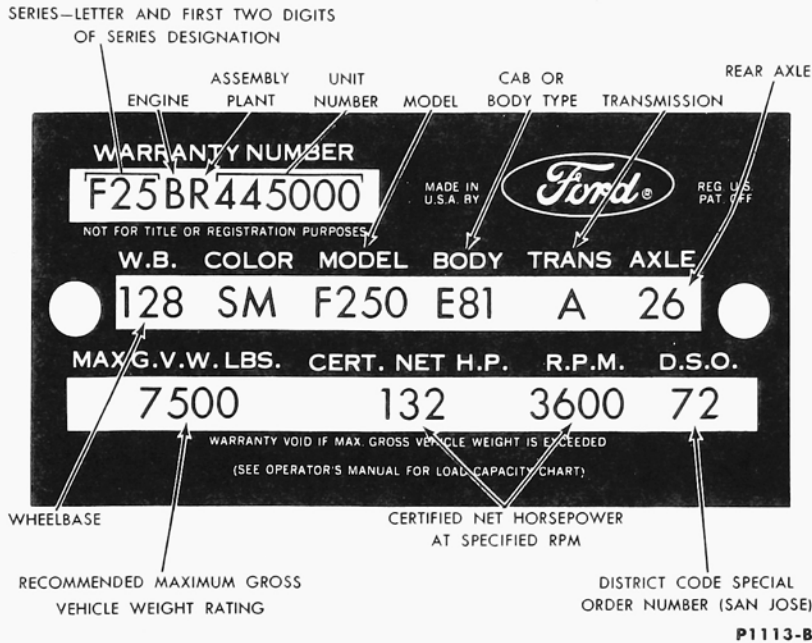 SERIES—LETTER AND FIRST TWO DIGITS
OF SERIES DESIGNATION
ENGINE
ASSEMBLY
PLANT
UNIT
NUMBER
MODEL
CAB OR
BODY TYPE
TRANSMISSION
REAR AXLE
WARRANTY NUMBER
F25BR445000
NOT FOR TITLE OR REGISTRATION PURPOSES
MADE IN
U.S.A. BY
Ford ®
REG. U.S.
PAT. OFF
W.B. COLOR MODEL BODY TRANS AXLE
128 SM F250 E81 A 26
MAX G.V.W. LBS. CERT. NET H.P. R.P.M. D.S.O.
7500 132 3600 72
WARRANTY VOID IF MAX. GROSS VEHICLE WEIGHT IS EXCEEDED
(SEE OPERATOR'S MANUAL FOR LOAD CAPACITY CHART)
WHEELBASE
CERTIFIED NET HORSEPOWER
AT SPECIFIED RPM
RECOMMENDED MAXIMUM GROSS
VEHICLE WEIGHT RATING
DISTRICT CODE SPECIAL
ORDER NUMBER (SAN JOSE)
P1113-B